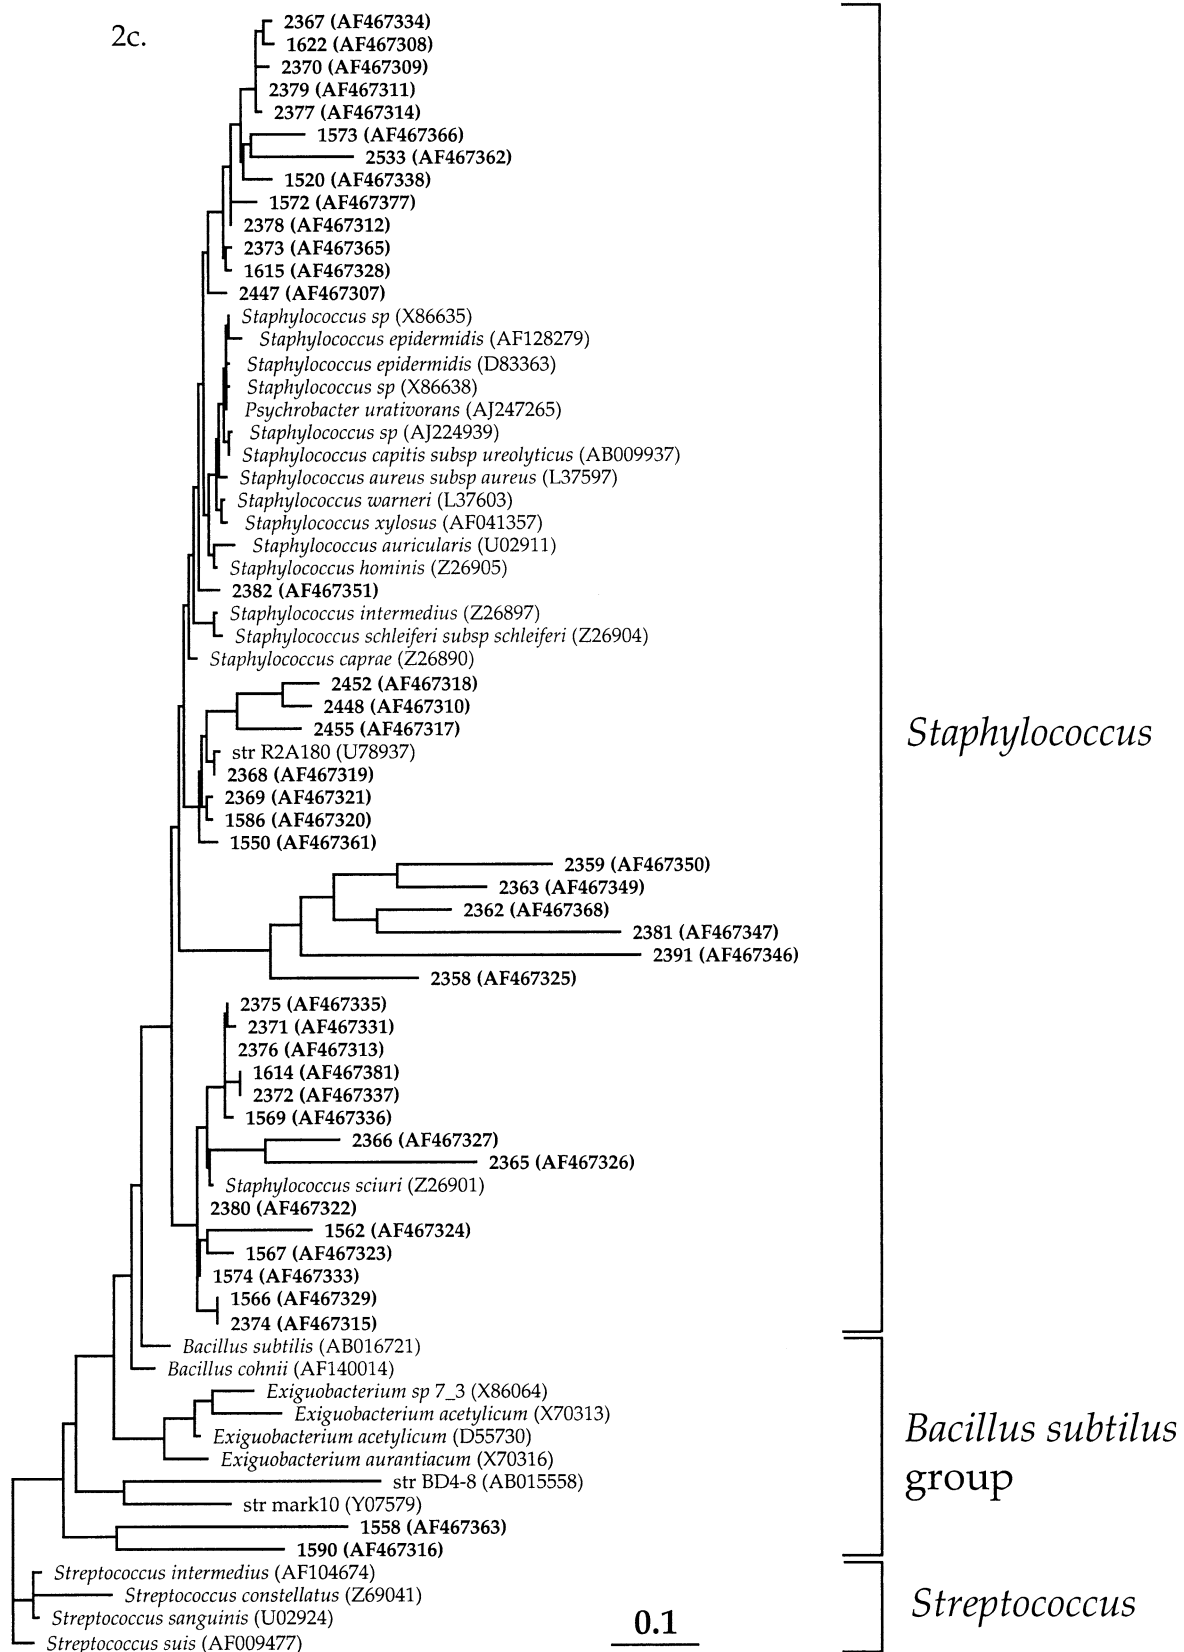 2c.
2367 (AF467334)
1622 (AF467308)
2370 (AF467309)
2379 (AF467311)
2377 (AF467314)
1573 (AF467366)
2533 (AF467362)
1520 (AF467338)
1572 (AF467377)
2378 (AF467312)
2373 (AF467365)
1615 (AF467328)
2447 (AF467307)
Staphylococcus sp (X86635)
Staphylococcus epidermidis (AF128279)
Staphylococcus epidermidis (D83363)
Staphylococcus sp (X86638)
Psychrobacter urativorans (AJ247265)
Staphylococcus sp (AJ224939)
Staphylococcus capitis subsp ureolyticus (AB009937)
Staphylococcus aureus subsp aureus (L37597)
Staphylococcus warneri (L37603)
Staphylococcus xylosus (AF041357)
Staphylococcus auricularis (U02911)
Staphylococcus hominis (Z26905)
2382 (AF467351)
Staphylococcus intermedius (Z26897)
Staphylococcus schleiferi subsp schleiferi (Z26904)
Staphylococcus caprae (Z26890)
2452 (AF467318)
2448 (AF467310)
2455 (AF467317)
str R2A180 (U78937)
2368 (AF467319)
2369 (AF467321)
1586 (AF467320)
1550 (AF467361)
2359 (AF467350)
2363 (AF467349)
2362 (AF467368)
2381 (AF467347)
2391 (AF467346)
2358 (AF467325)
2375 (AF467335)
2371 (AF467331)
2376 (AF467313)
1614 (AF467381)
2372 (AF467337)
1569 (AF467336)
2366 (AF467327)
2365 (AF467326)
Staphylococcus sciuri (Z26901)
2380 (AF467322)
1562 (AF467324)
1567 (AF467323)
1574 (AF467333)
1566 (AF467329)
2374 (AF467315)
Bacillus subtilis (AB016721)
Bacillus cohnii (AF140014)
Exiguobacterium sp 7_3 (X86064)
Exiguobacterium acetylicum (X70313)
Exiguobacterium acetylicum (D55730)
Exiguobacterium aurantiacum (X70316)
str BD4-8 (AB015558)
str mark10 (Y07579)
1558 (AF467363)
1590 (AF467316)
Streptococcus intermedius (AF104674)
Streptococcus constellatus (Z69041)
Streptococcus sanguinis (U02924)
Streptococcus suis (AF009477)
0.1
Staphylococcus
Bacillus subtilus
group
Streptococcus